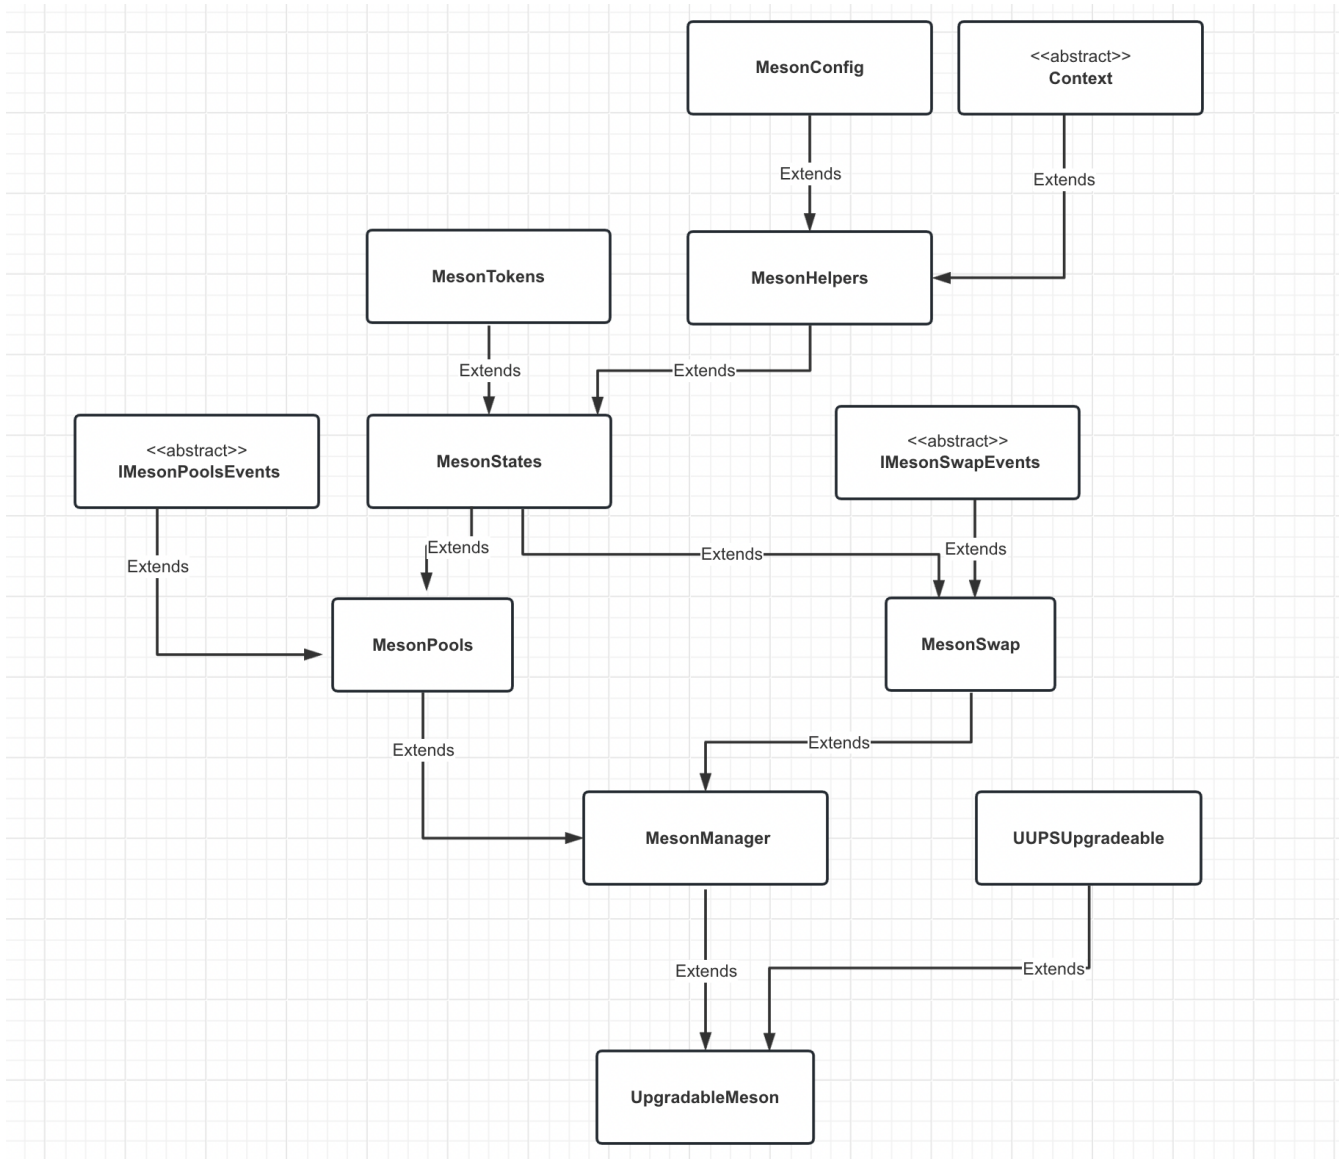 MesonConfig
<<abstract>>
Context
Extends
Extends
MesonTokens
MesonHelpers
Extends
Extends
<<abstract>>
IMesonPoolsEvents
MesonStates
<<abstract>>
IMesonSwapEvents
Extends
Extends
Extends
Extends
MesonPools
MesonSwap
Extends
Extends
MesonManager
UUPSUpgradeable
Extends
Extends
UpgradableMeson